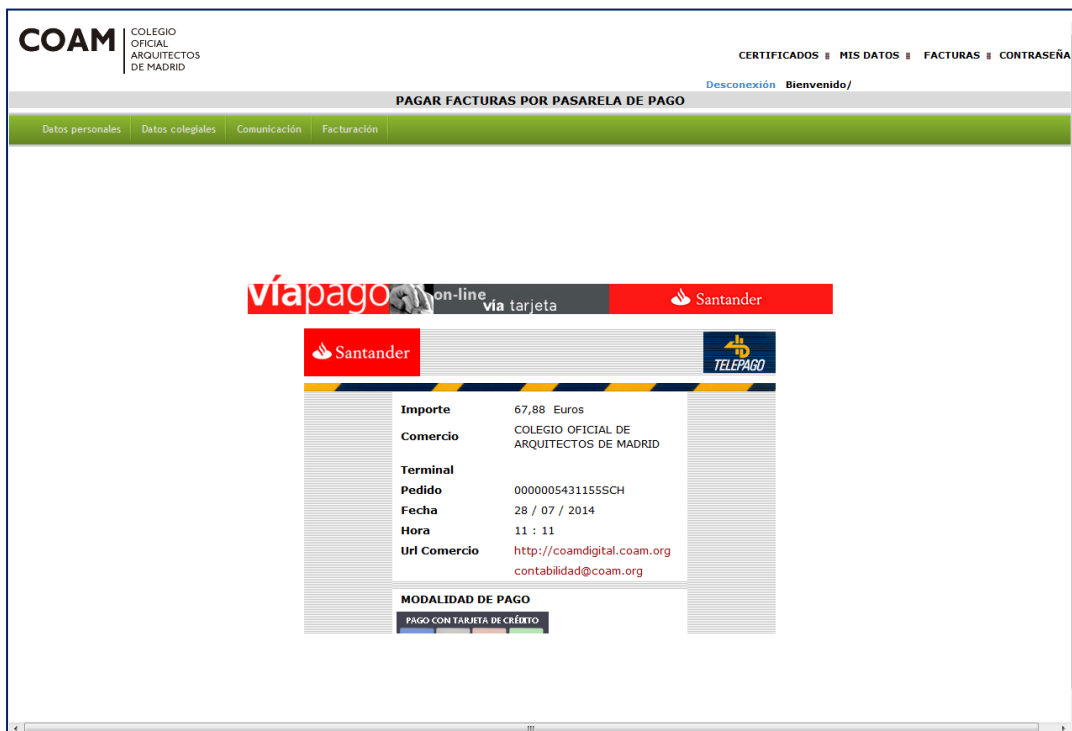 COAM
COLEGIO
OFICIAL
ARQUITECTOS
DE MADRID
CERTIFICADOS MIS DATOS FACTURAS CONTRASEÑA
Desconexión Bienvenido/
PAGAR FACTURAS POR PASARELA DE PAGO
Datos personales Datos colegiales Comunicación Facturación
víapago on-line vía tarjeta Santander
Santander TELEPAGO
Importe 67,88 Euros
Comercio COLEGIO OFICIAL DE
ARQUITECTOS DE MADRID
Terminal
Pedido 0000005431155SCH
Fecha 28 / 07 / 2014
Hora 11 : 11
Url Comercio http://coamdigital.coam.org
contabilidad@coam.org
MODALIDAD DE PAGO
PAGO CON TARJETA DE CRÉDITO